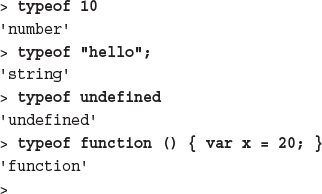 > typeof 10
'number'
> typeof "hello";
'string'
> typeof undefined
'undefined'
> typeof function () { var x = 20; }
'function'
>